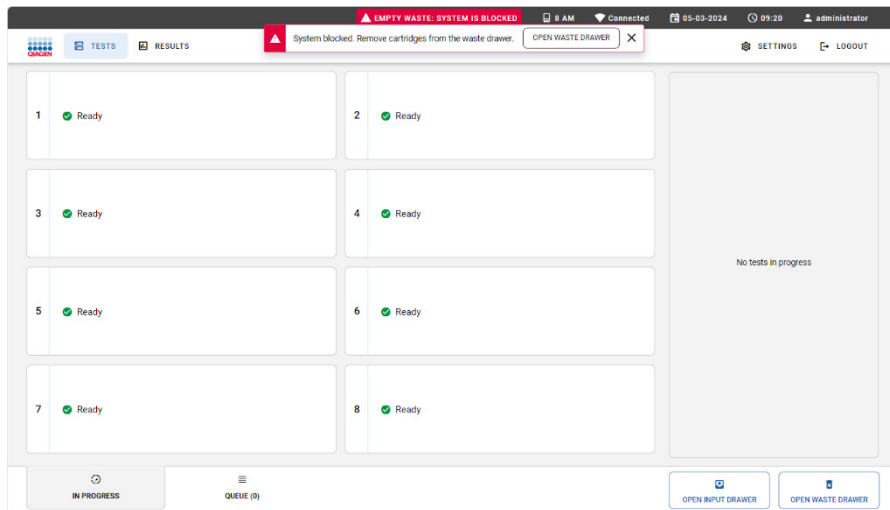 EMPTY WASTE: SYSTEM IS BLOCKED 8 AM Connected 05-03-2024 09:20 administrator
QIAGEN TESTS RESULTS System blocked. Remove cartridges from the waste drawer. OPEN WASTE DRAWER SETTINGS LOGOUT
1 Ready 2 Ready
3 Ready 4 Ready
No tests in progress
5 Ready 6 Ready
7 Ready 8 Ready
IN PROGRESS QUEUE (0) OPEN INPUT DRAWER OPEN WASTE DRAWER